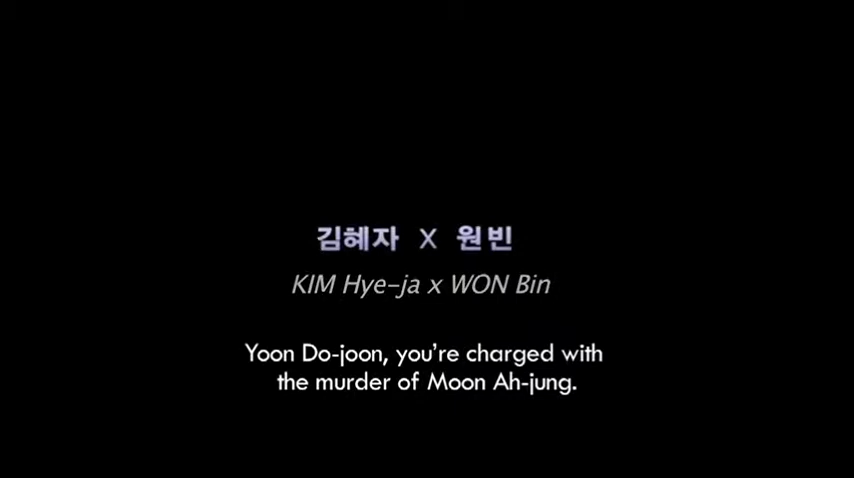 김혜자 X 원빈
KIM Hye-ja x WON Bin
Yoon Do-joon, you're charged with
the murder of Moon Ah-jung.